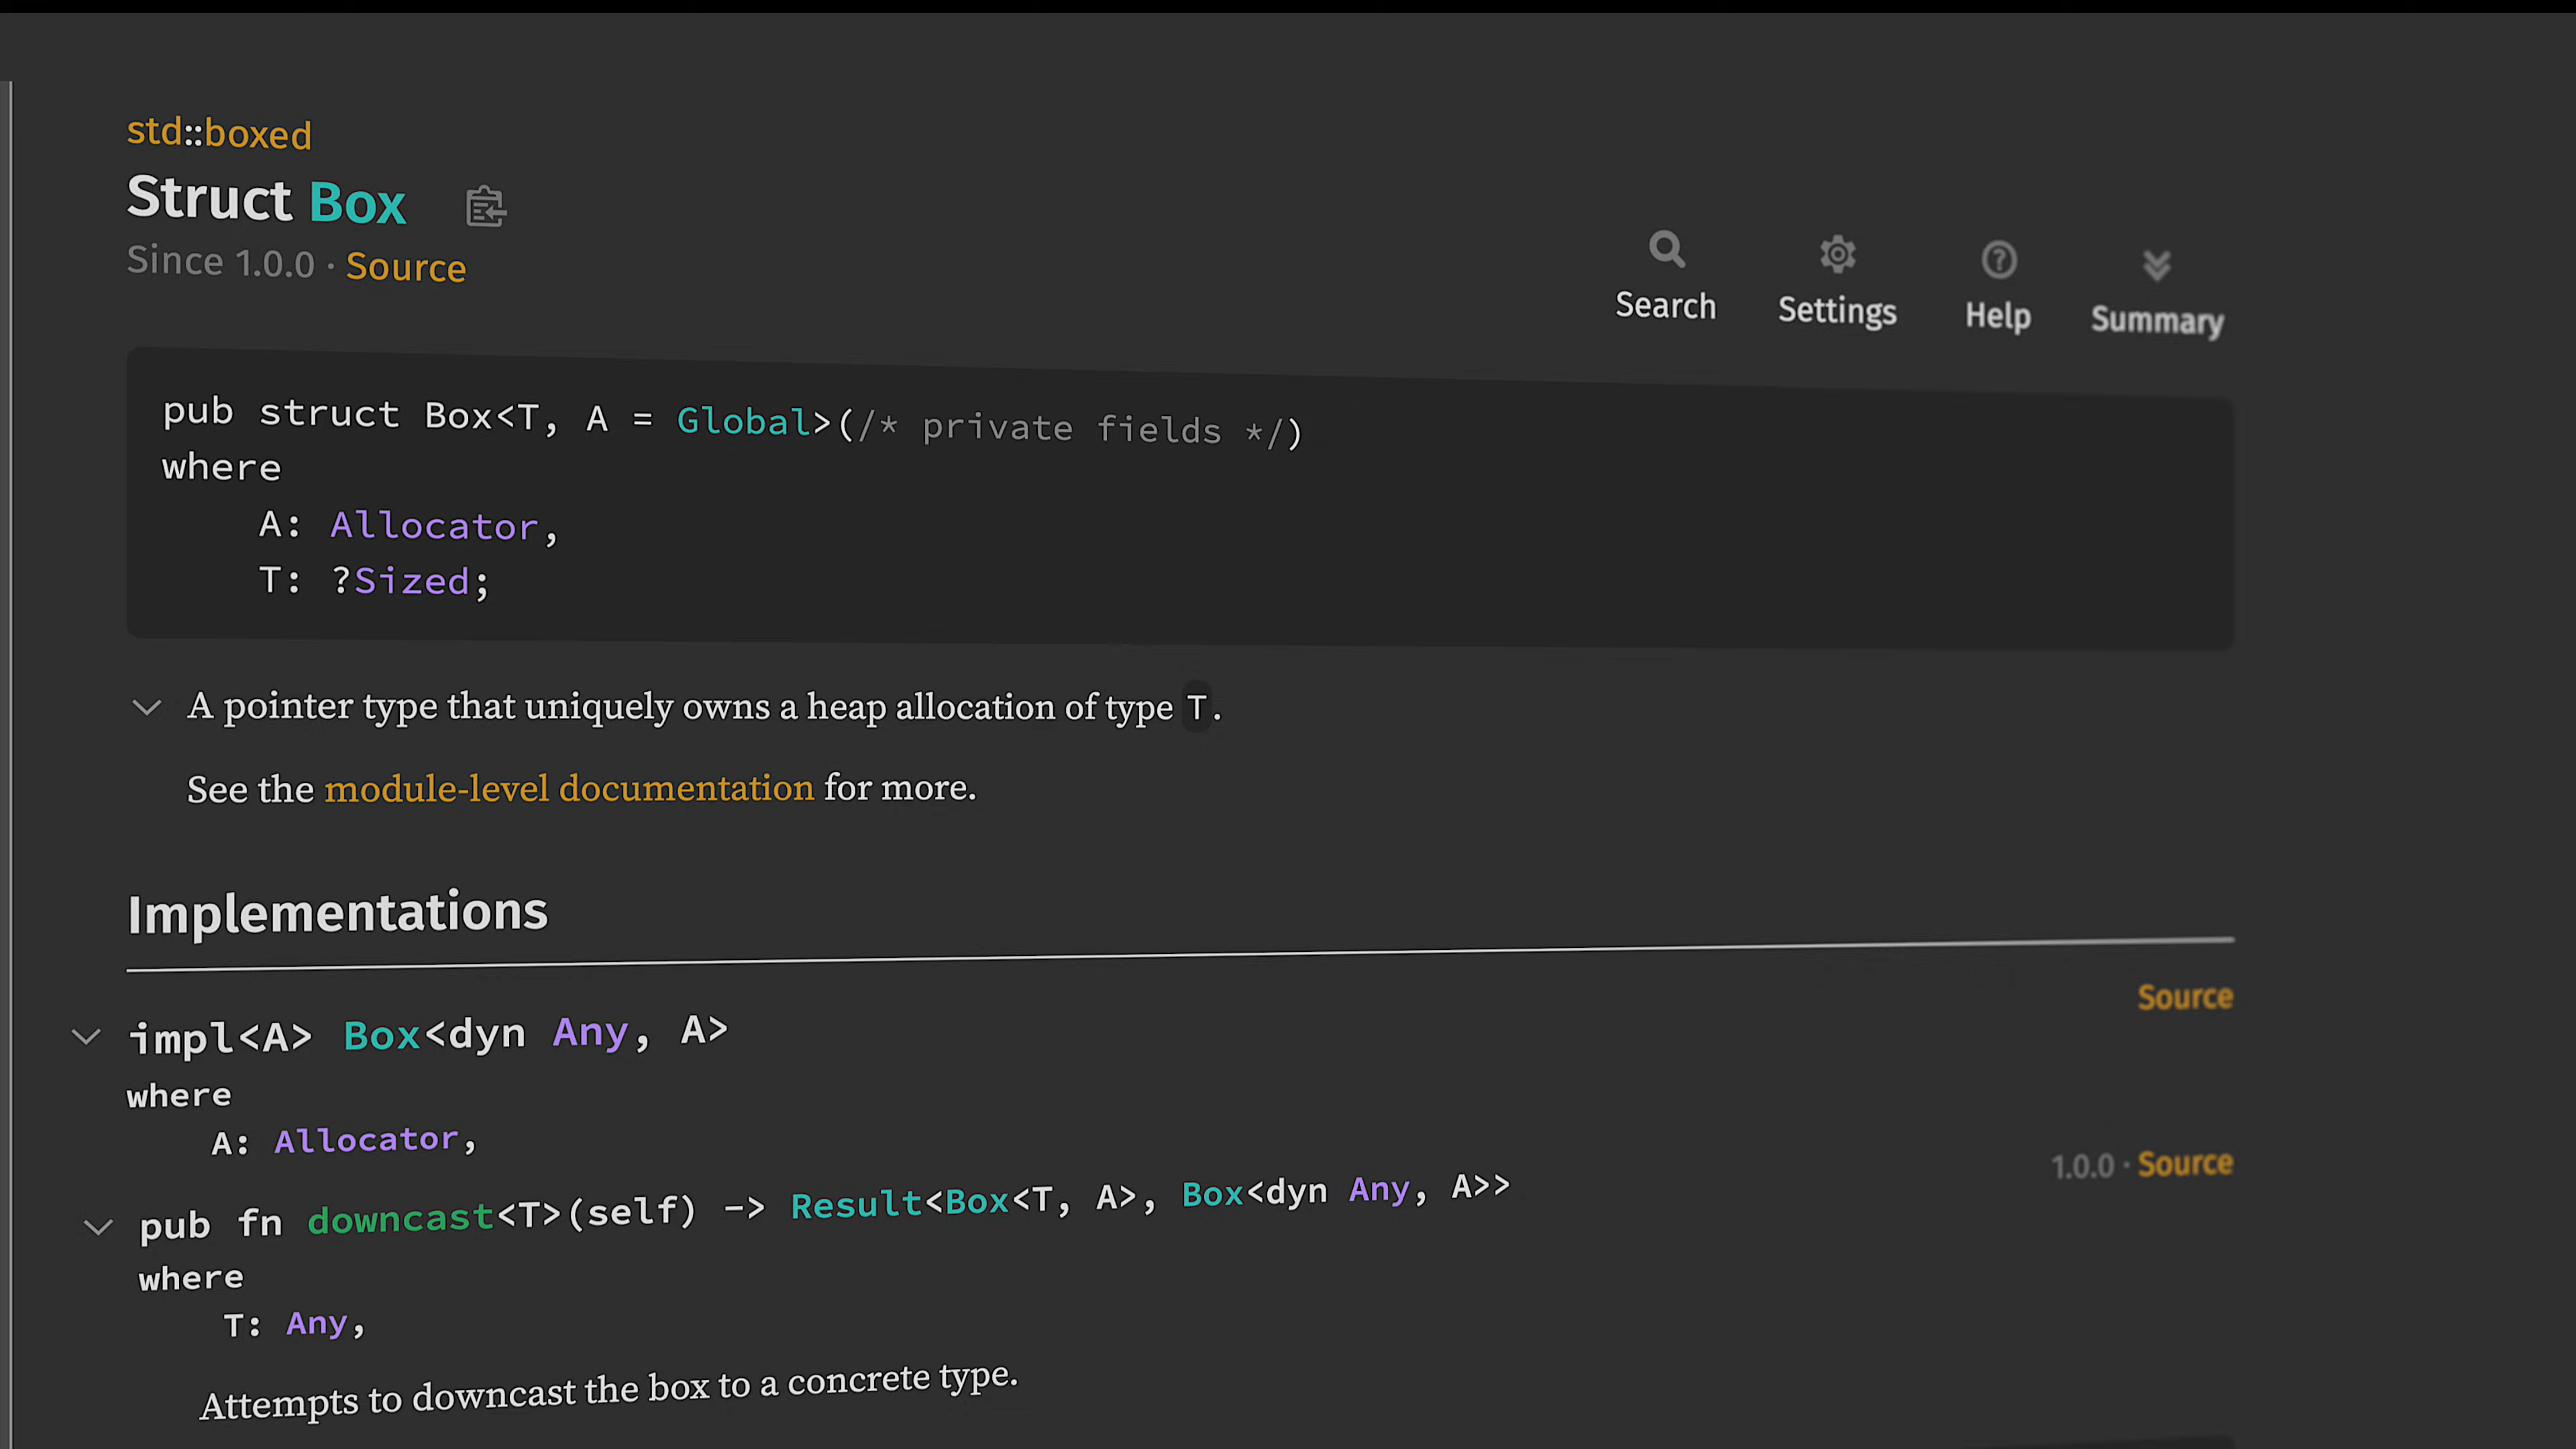 std::boxed
Struct Box
Since 1.0.0 · Source
Search
Settings
Help
Summary
pub struct Box<T, A = Global>(/* private fields */)
where
    A: Allocator,
    T: ?Sized;
A pointer type that uniquely owns a heap allocation of type T.
See the module-level documentation for more.
Implementations
Source
impl<A> Box<dyn Any, A>
where
    A: Allocator,
1.0.0 · Source
pub fn downcast<T>(self) -> Result<Box<T, A>, Box<dyn Any, A>>
where
    T: Any,
Attempts to downcast the box to a concrete type.